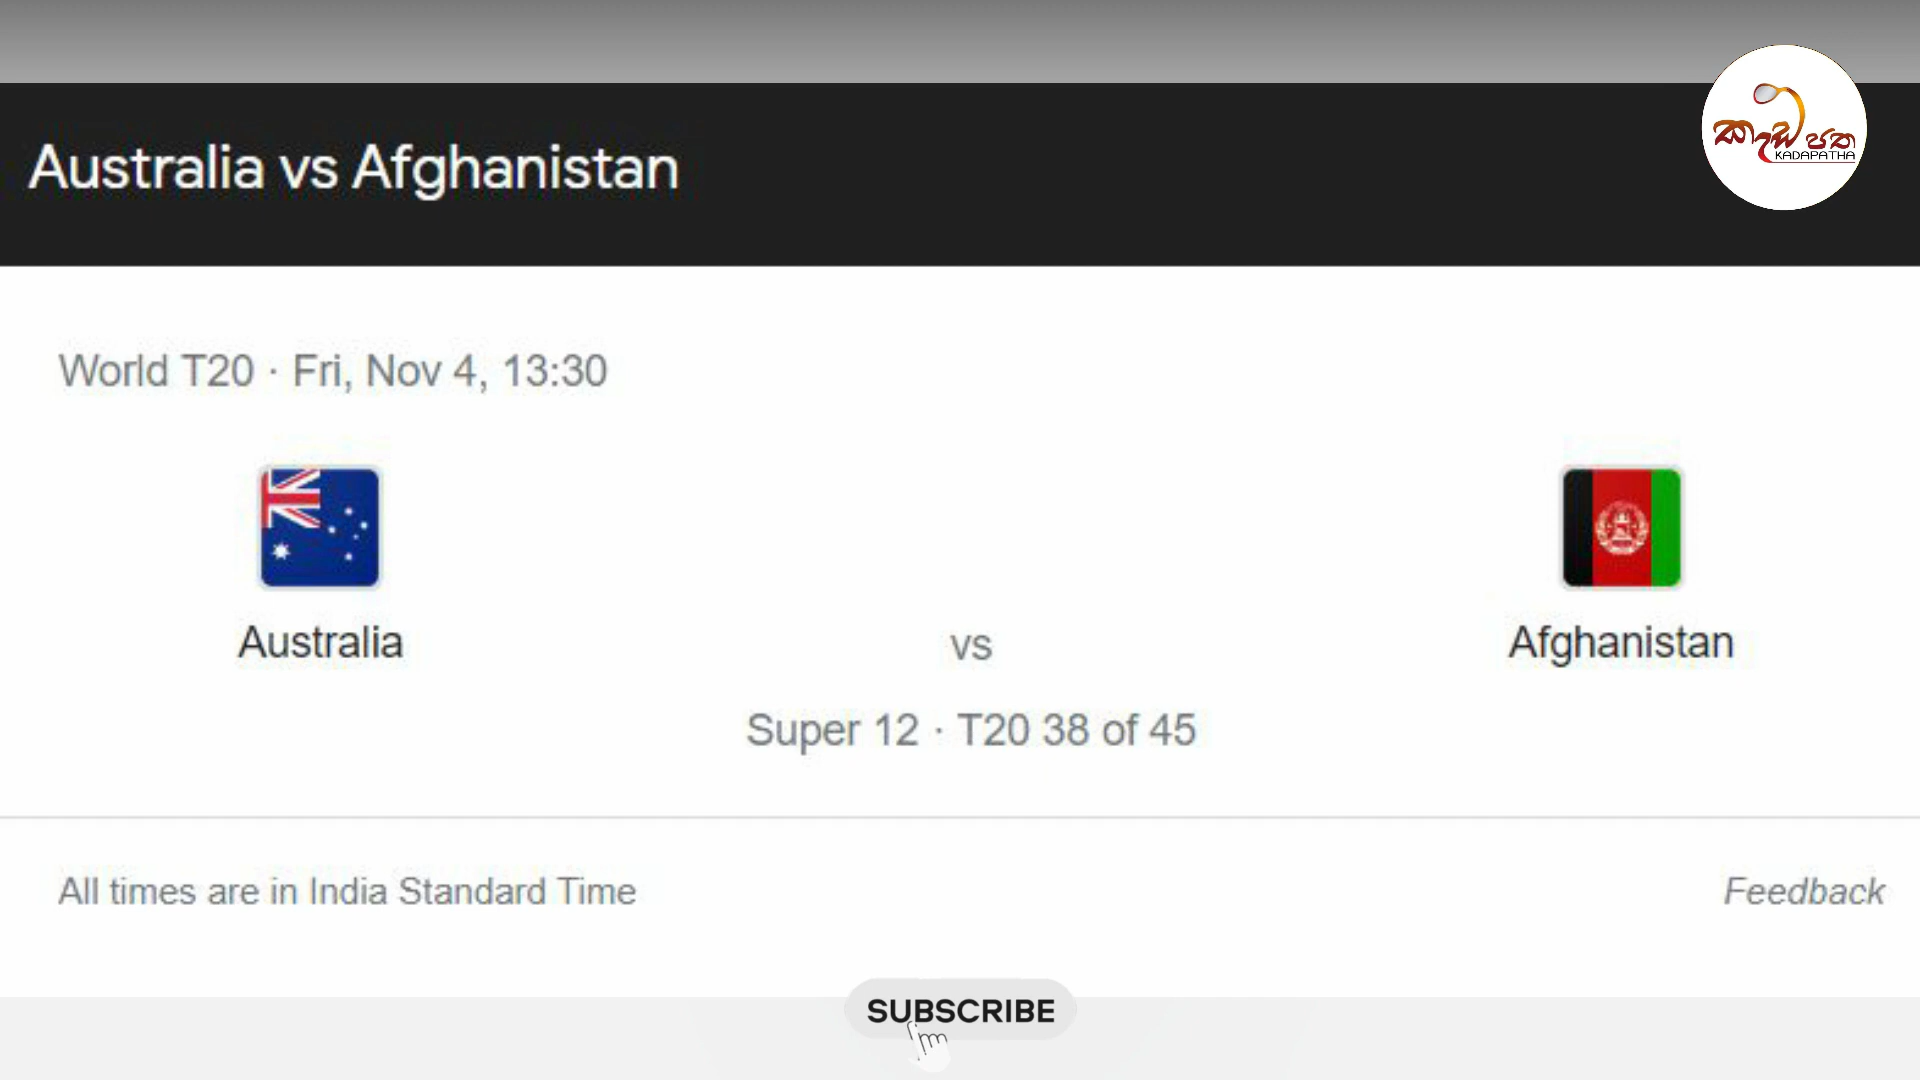 කැඩපත
KADAPATHA
Australia vs Afghanistan
World T20 · Fri, Nov 4, 13:30
Australia
vs
Afghanistan
Super 12 · T20 38 of 45
All times are in India Standard Time
Feedback
SUBSCRIBE